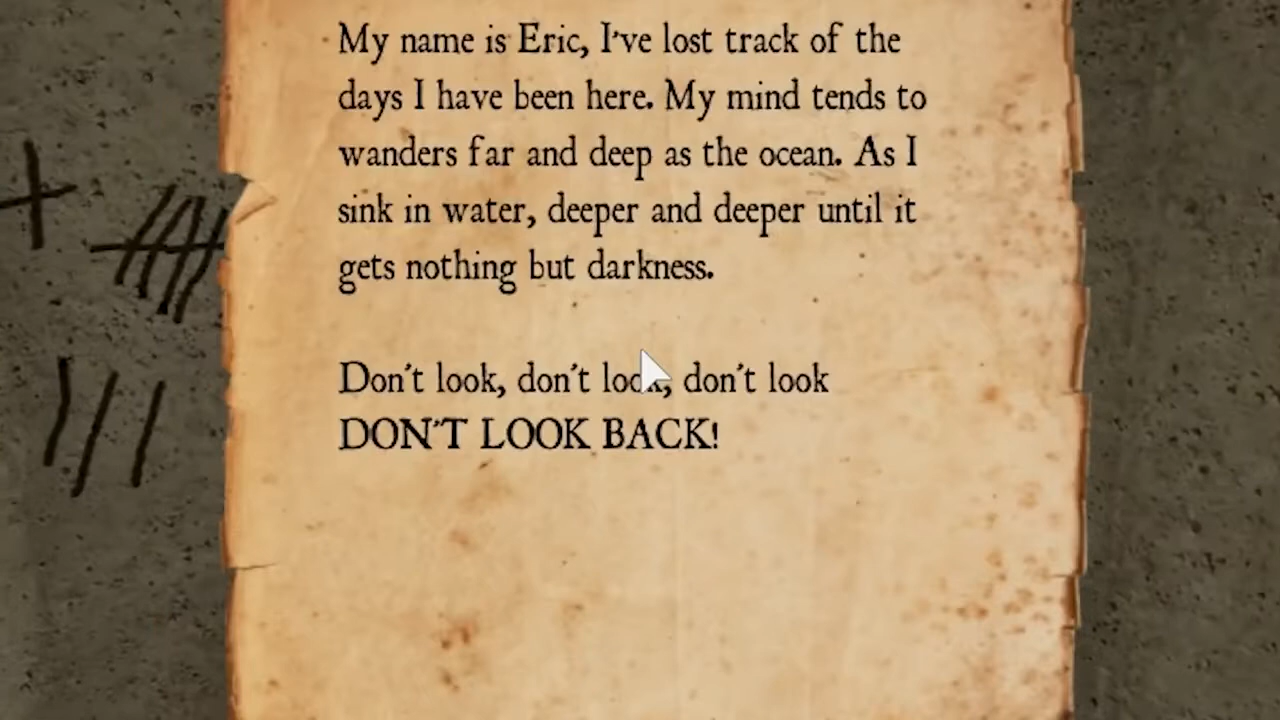 My name is Eric, I've lost track of the
days I have been here. My mind tends to
wanders far and deep as the ocean. As I
sink in water, deeper and deeper until it
gets nothing but darkness.
Don't look, don't look, don't look
DON'T LOOK BACK!